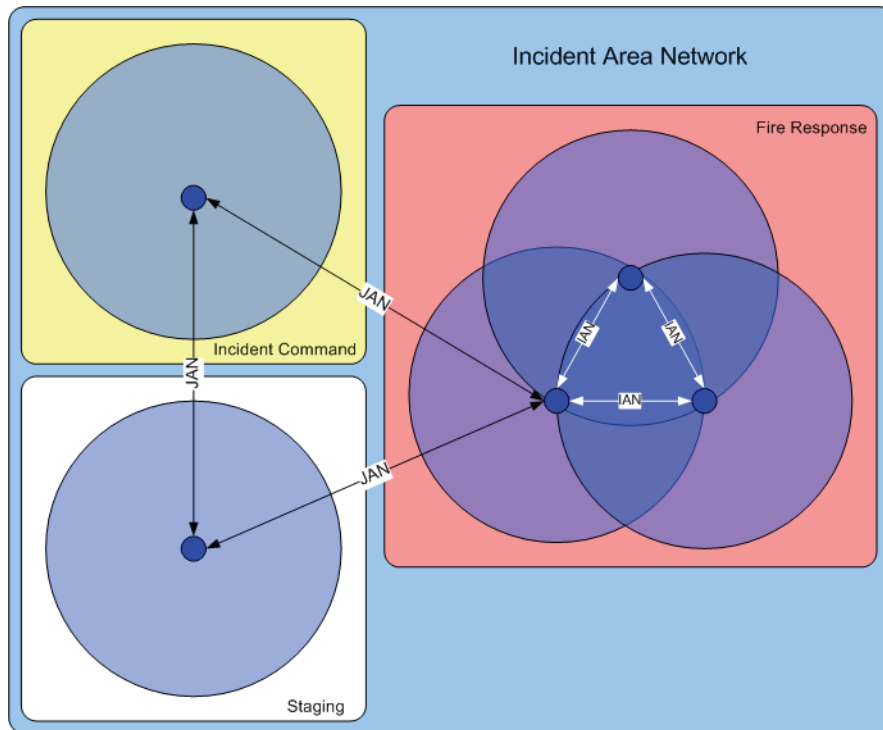 Incident Area Network
Fire Response
Incident Command
JAN
JAN
JAN
IAN
IAN
IAN
Staging